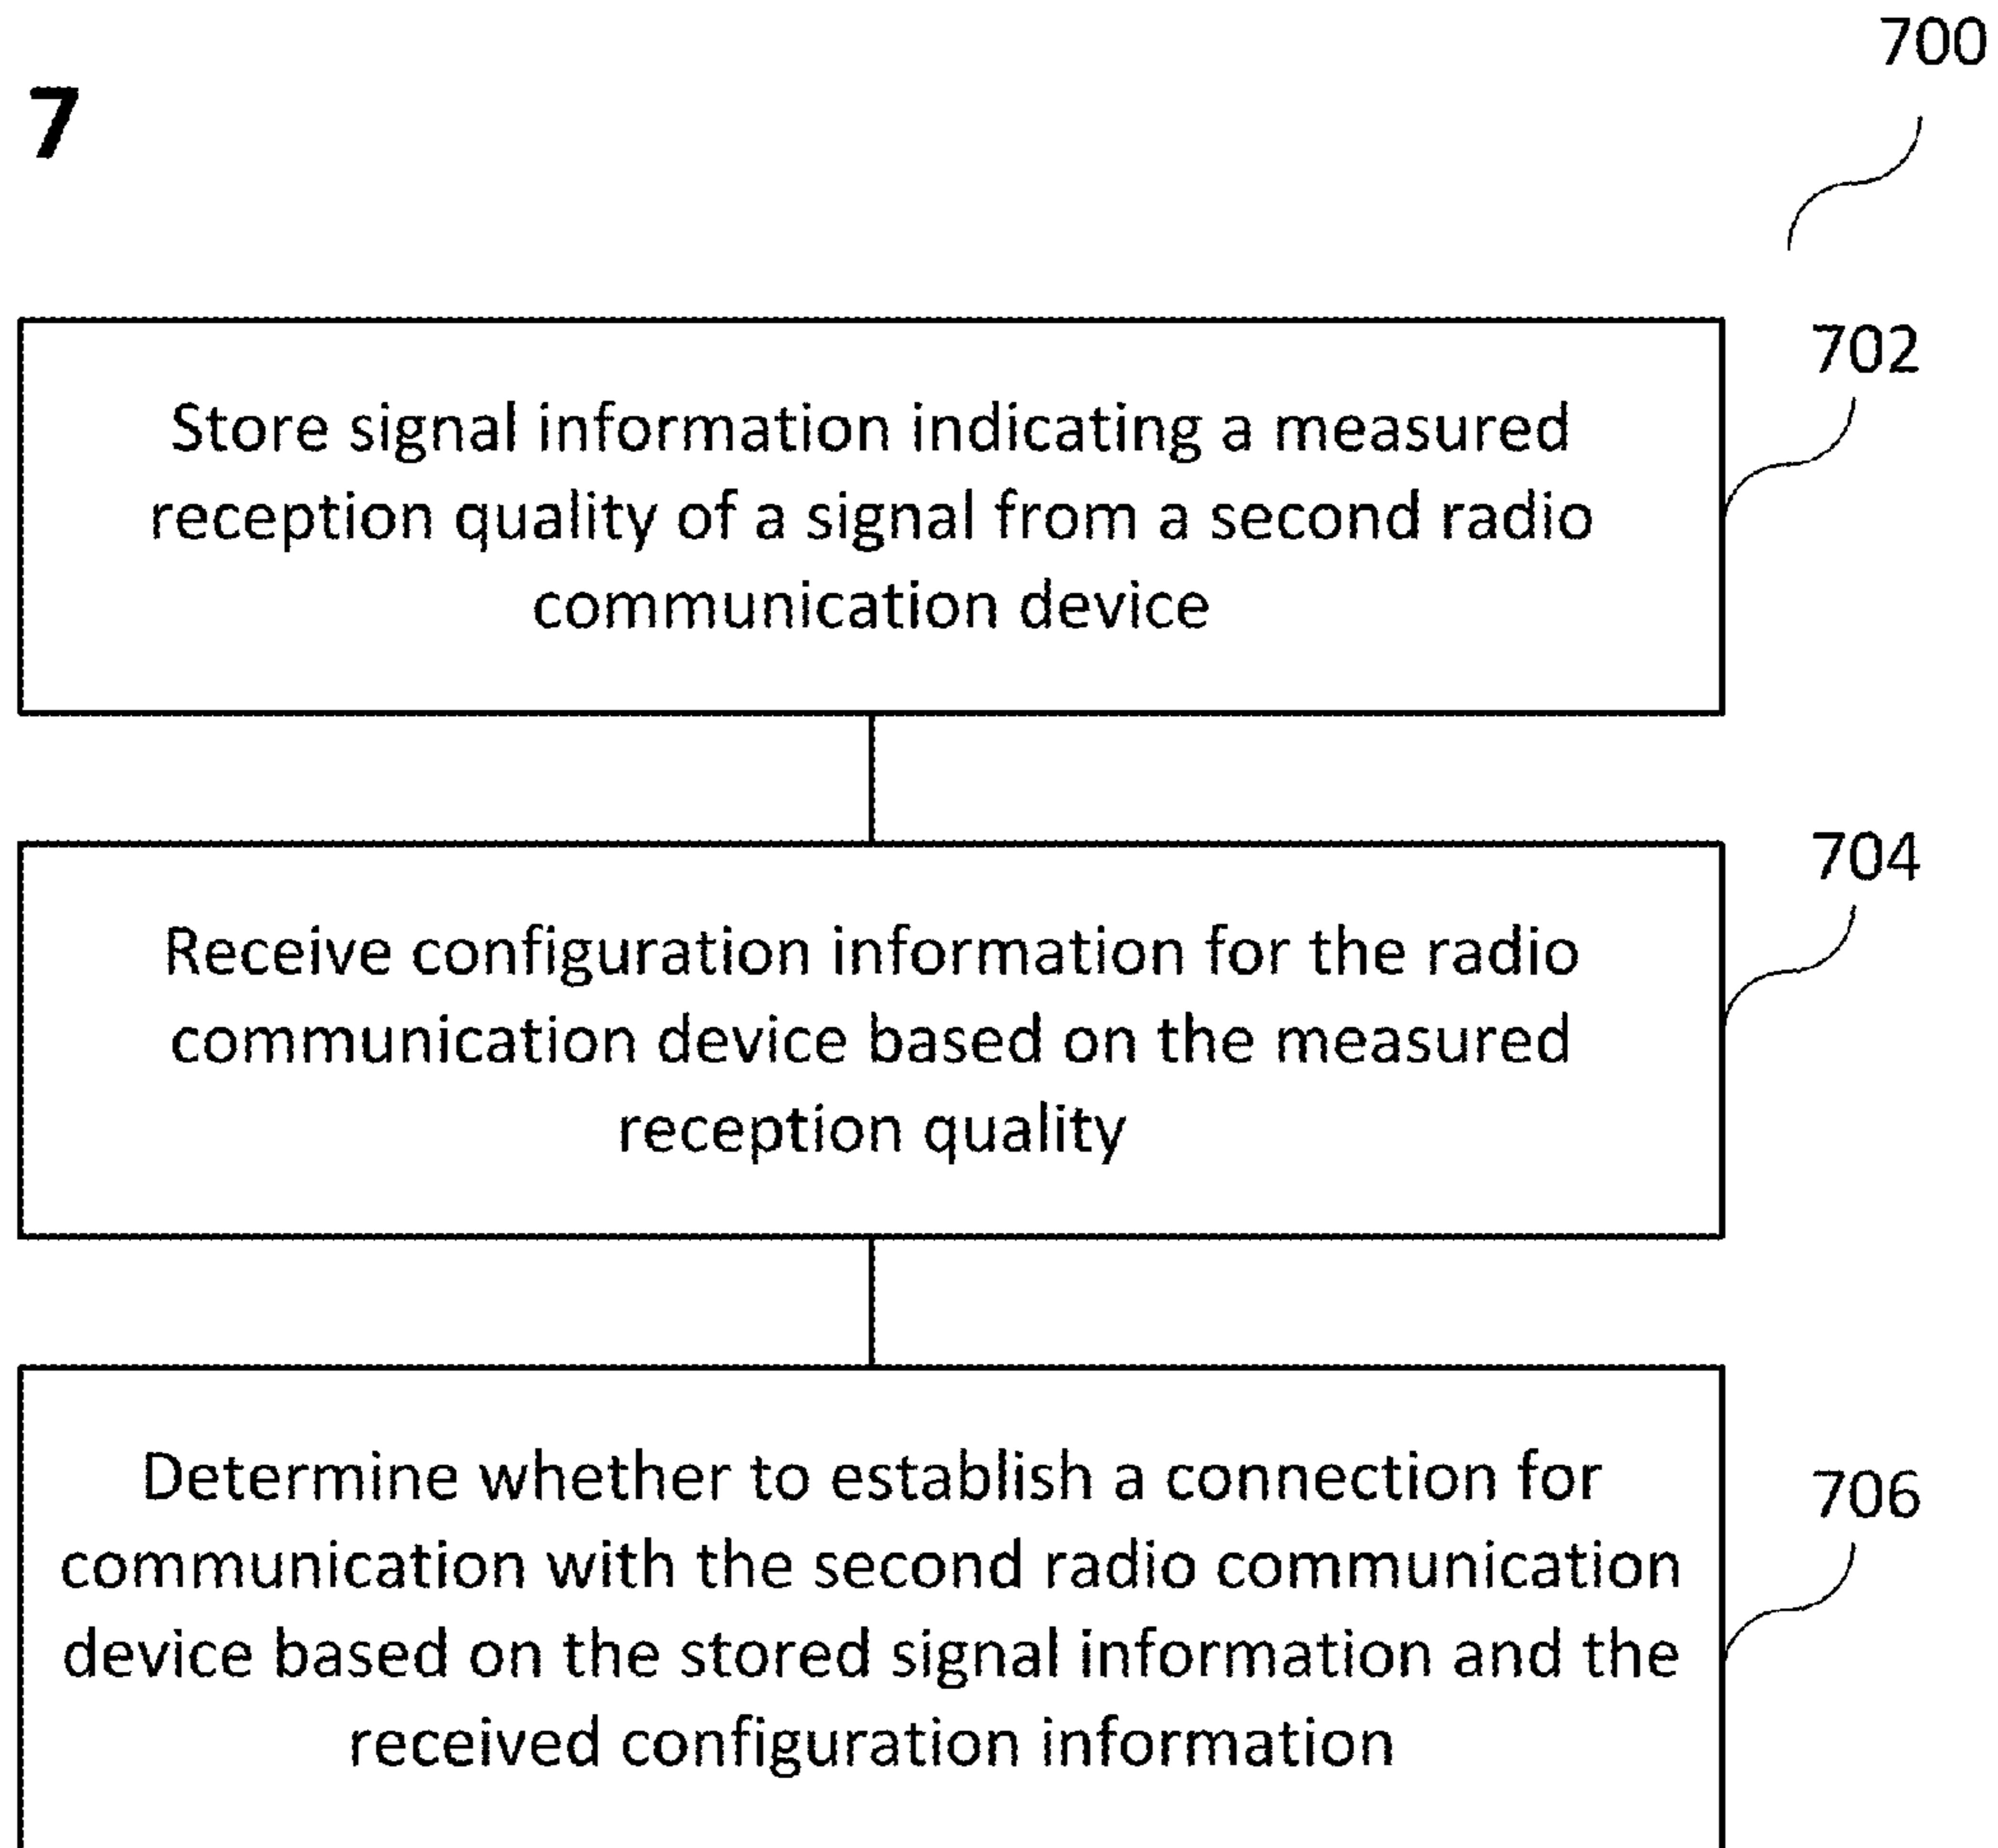 700
7
702
Store signal information indicating a measured
reception quality of a signal from a second radio
communication device
704
Receive configuration information for the radio
communication device based on the measured
reception quality
706
Determine whether to establish a connection for
communication with the second radio communication
device based on the stored signal information and the
received configuration information